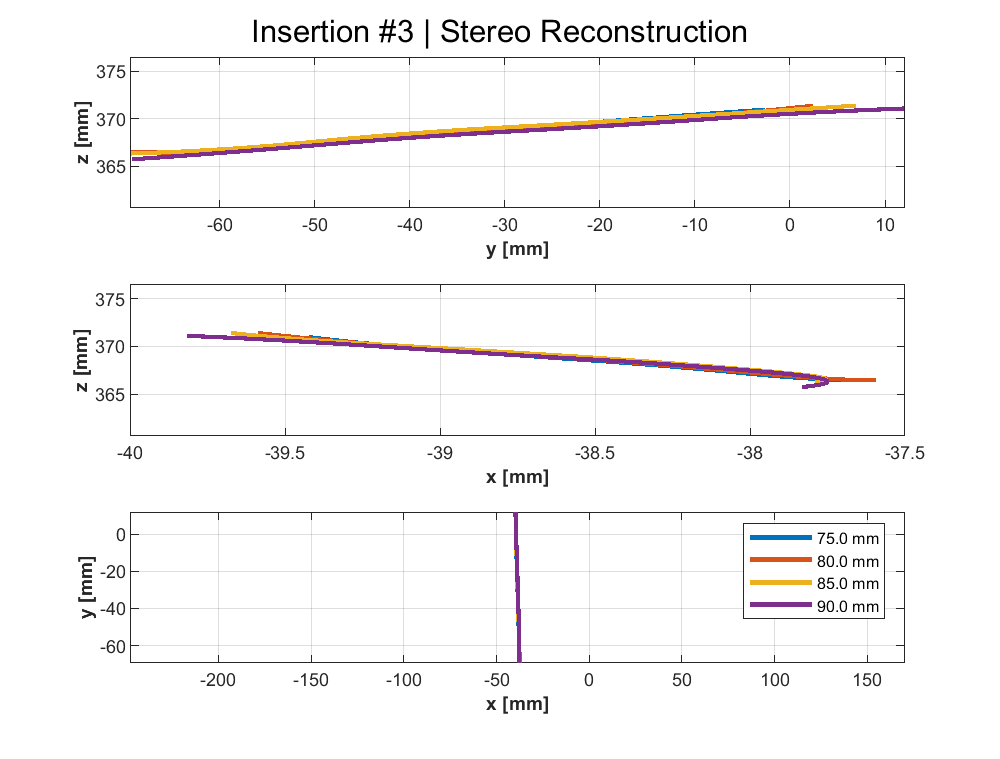 Insertion #3 | Stereo Reconstruction
375
370
365
z [mm]
-60 -50 -40 -30 -20 -10 0 10
y [mm]
375
370
365
z [mm]
-40 -39.5 -39 -38.5 -38 -37.5
x [mm]
0
-20
-40
-60
y [mm]
75.0 mm
80.0 mm
85.0 mm
90.0 mm
-200 -150 -100 -50 0 50 100 150
x [mm]